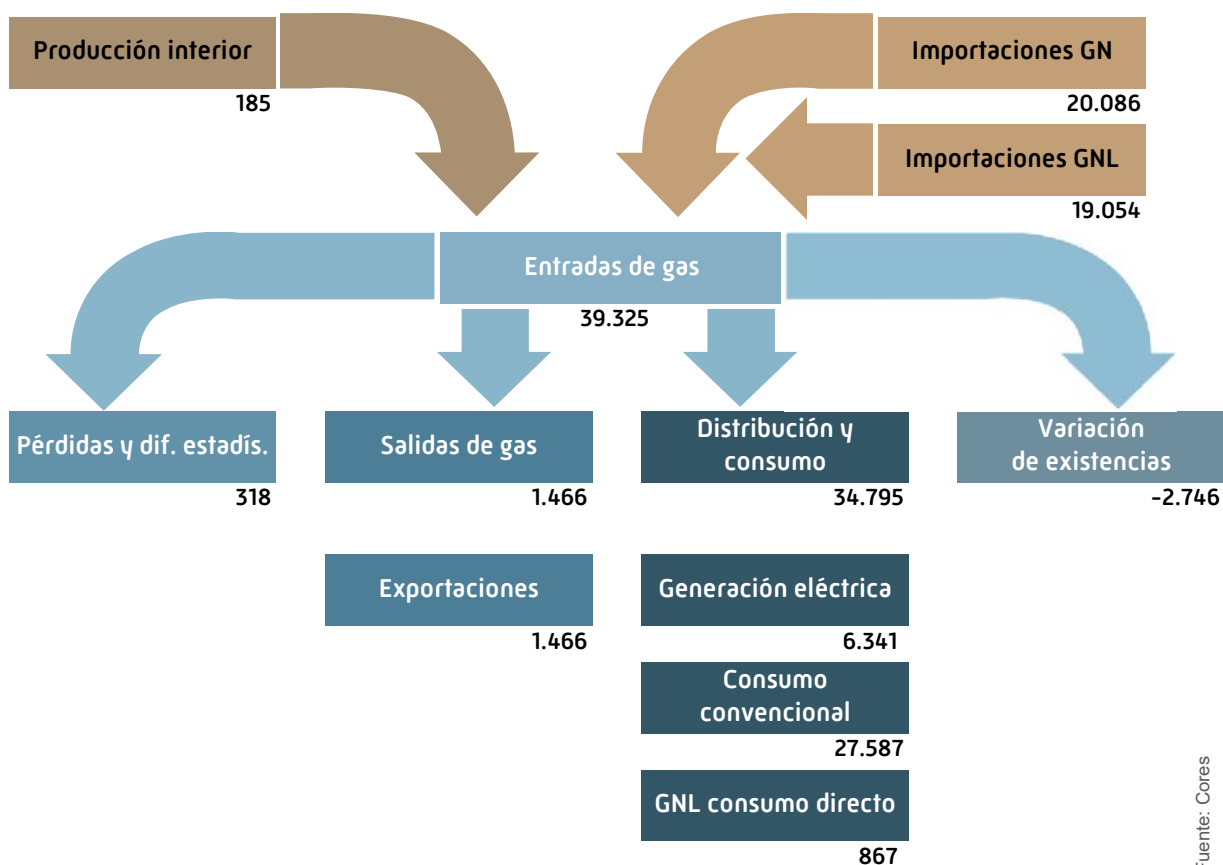 Producción interior
185
Importaciones GN
20.086
Importaciones GNL
19.054
Entradas de gas
39.325
Pérdidas y dif. estadís.
318
Salidas de gas
1.466
Distribución y
consumo
34.795
Variación
de existencias
-2.746
Exportaciones
1.466
Generación eléctrica
6.341
Consumo
convencional
27.587
GNL consumo directo
867
Fuente: Cores